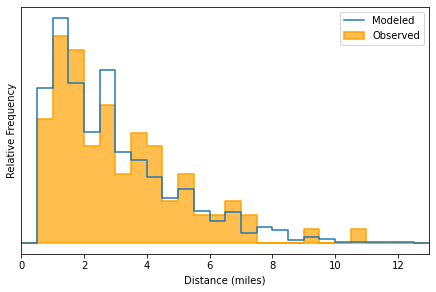 Modeled
Observed
Relative Frequency
0 2 4 6 8 10 12
Distance (miles)